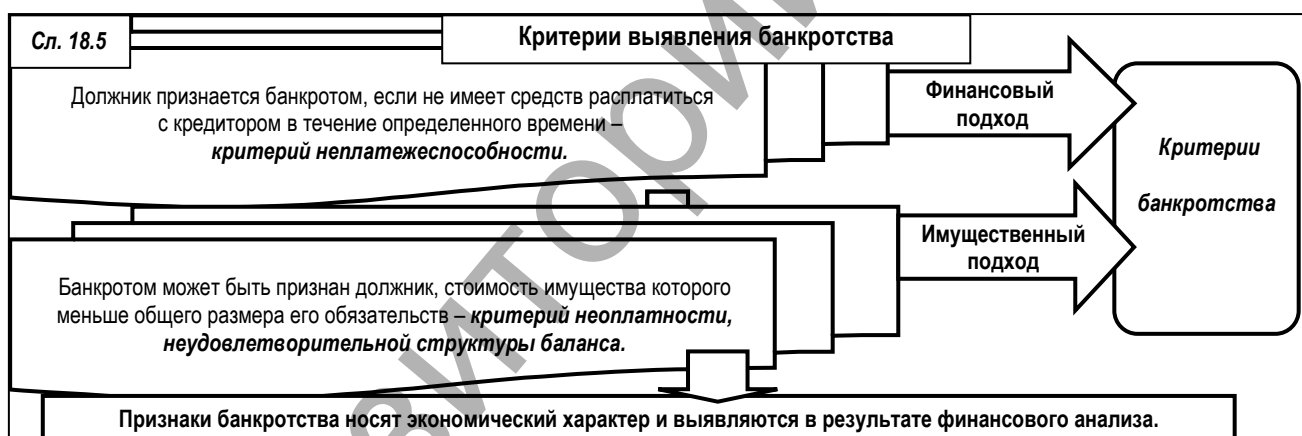 Сл. 18.5
Критерии выявления банкротства
Должник признается банкротом, если не имеет средств расплатиться
с кредитором в течение определенного времени –
критерий неплатежеспособности.
Финансовый
подход
Критерии
банкротства
Имущественный
подход
Банкротом может быть признан должник, стоимость имущества которого
меньше общего размера его обязательств – критерий неоплатности,
неудовлетворительной структуры баланса.
Признаки банкротства носят экономический характер и выявляются в результате финансового анализа.